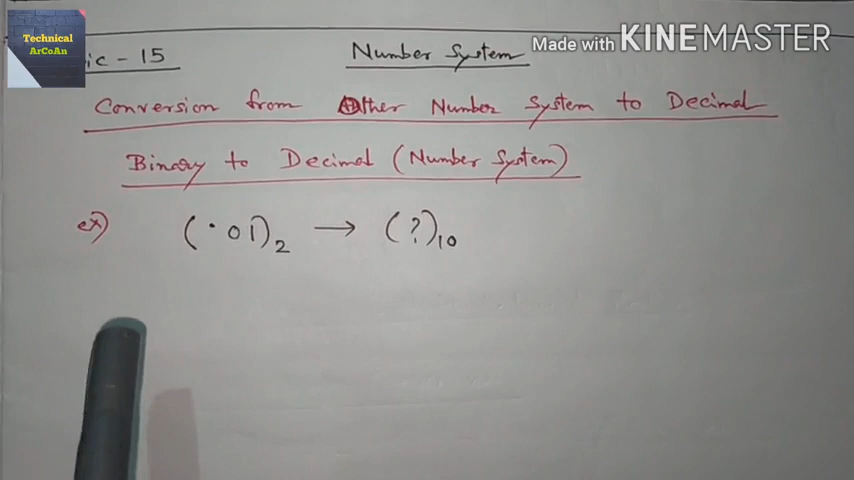 Technical
ArCoAn
ic - 15
Number System
Made with KINEMASTER
Conversion from Other Number System to Decimal
Binary to Decimal (Number System)
ex) (.01)2 → (?)10